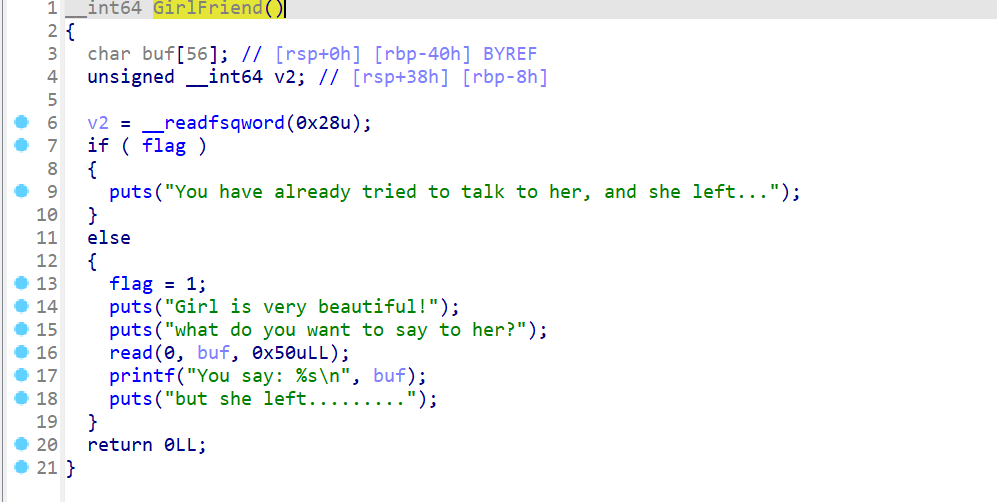 1 __int64 GirlFriend()
2 {
3 char buf[56]; // [rsp+0h] [rbp-40h] BYREF
4 unsigned __int64 v2; // [rsp+38h] [rbp-8h]
5
6 v2 = __readfsqword(0x28u);
7 if ( flag )
8 {
9 puts("You have already tried to talk to her, and she left...");
10 }
11 else
12 {
13 flag = 1;
14 puts("Girl is very beautiful!");
15 puts("what do you want to say to her?");
16 read(0, buf, 0x50uLL);
17 printf("You say: %s\n", buf);
18 puts("but she left.........");
19 }
20 return 0LL;
21 }